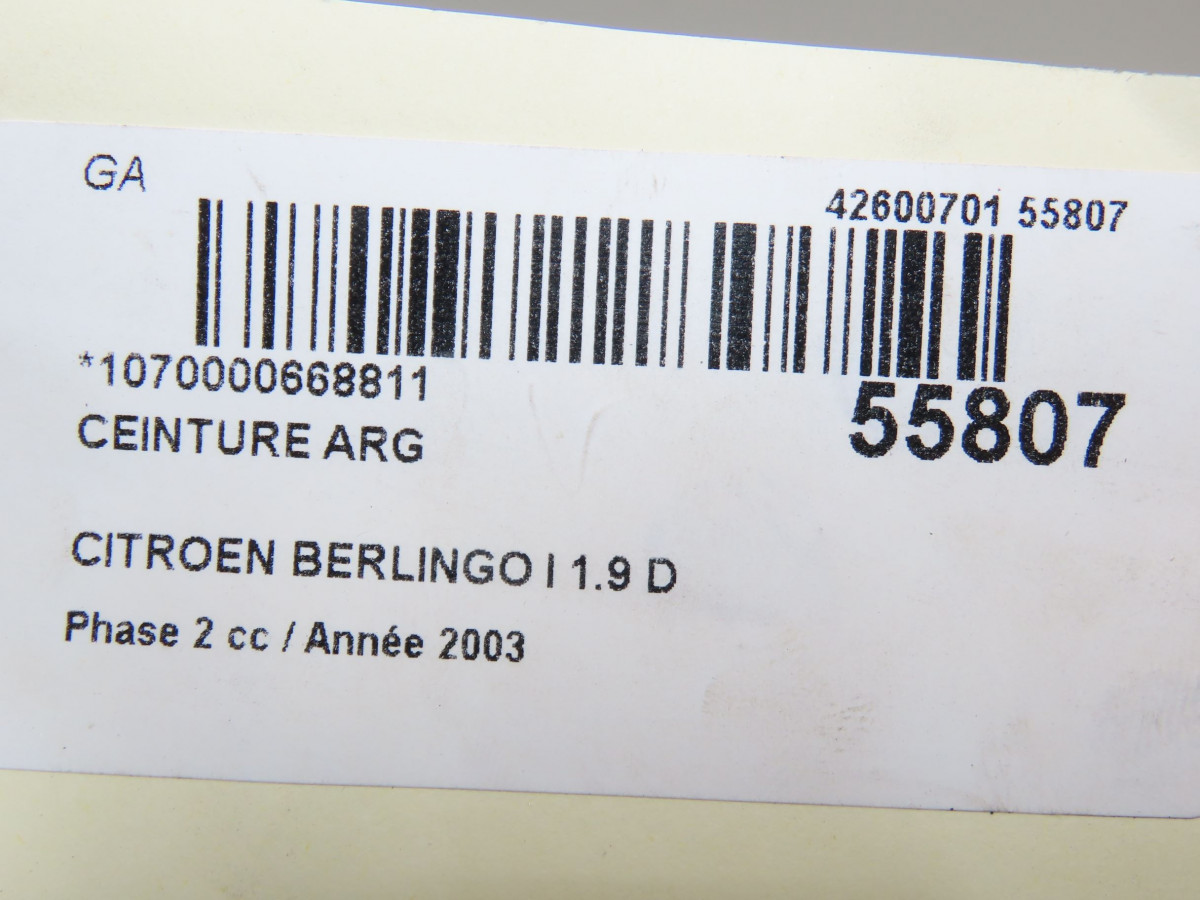 GA
42600701 55807
*1070000668811
55807
CEINTURE ARG
CITROEN BERLINGO I 1.9 D
Phase 2 cc / Année 2003